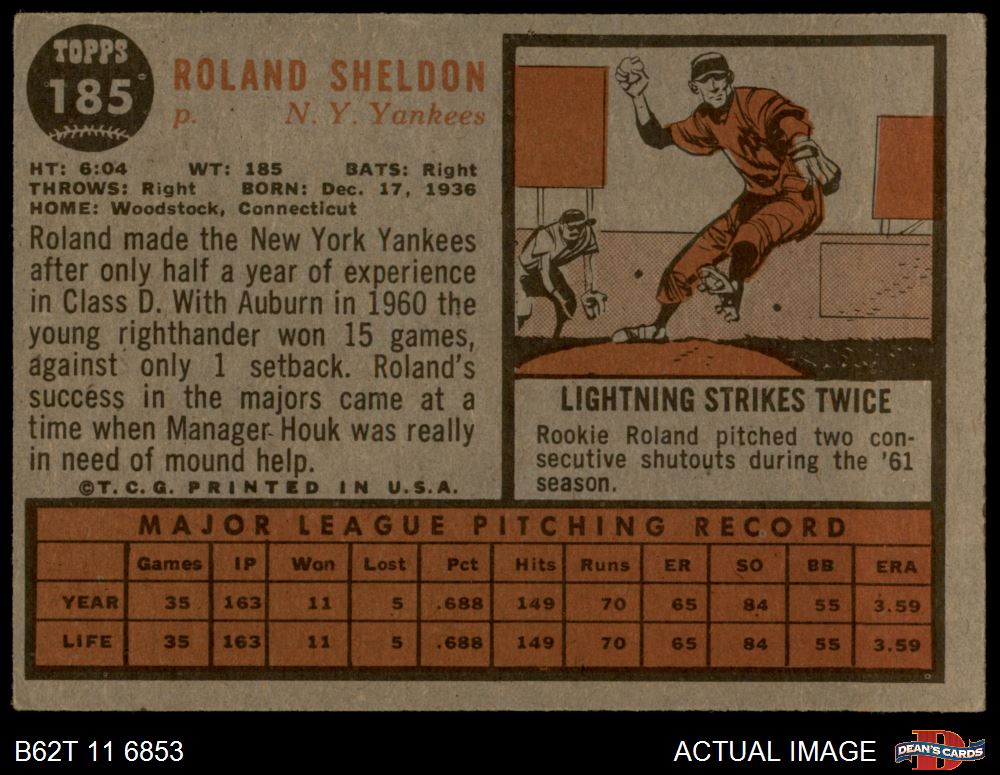 TOPPS
185
ROLAND SHELDON
p. N. Y. Yankees
HT: 6:04 WT: 185 BATS: Right
THROWS: Right BORN: Dec. 17, 1936
HOME: Woodstock, Connecticut
Roland made the New York Yankees
after only half a year of experience
in Class D. With Auburn in 1960 the
young righthander won 15 games,
against only 1 setback. Roland's
success in the majors came at a
time when Manager Houk was really
in need of mound help.
©T.C.G. PRINTED IN U.S.A.
LIGHTNING STRIKES TWICE
Rookie Roland pitched two con-
secutive shutouts during the '61
season.
MAJOR LEAGUE PITCHING RECORD
Games IP Won Lost Pct Hits Runs ER SO BB ERA
YEAR 35 163 11 5 .688 149 70 65 84 55 3.59
LIFE 35 163 11 5 .688 149 70 65 84 55 3.59
B62T 11 6853
ACTUAL IMAGE
D
DEAN'S CARDS